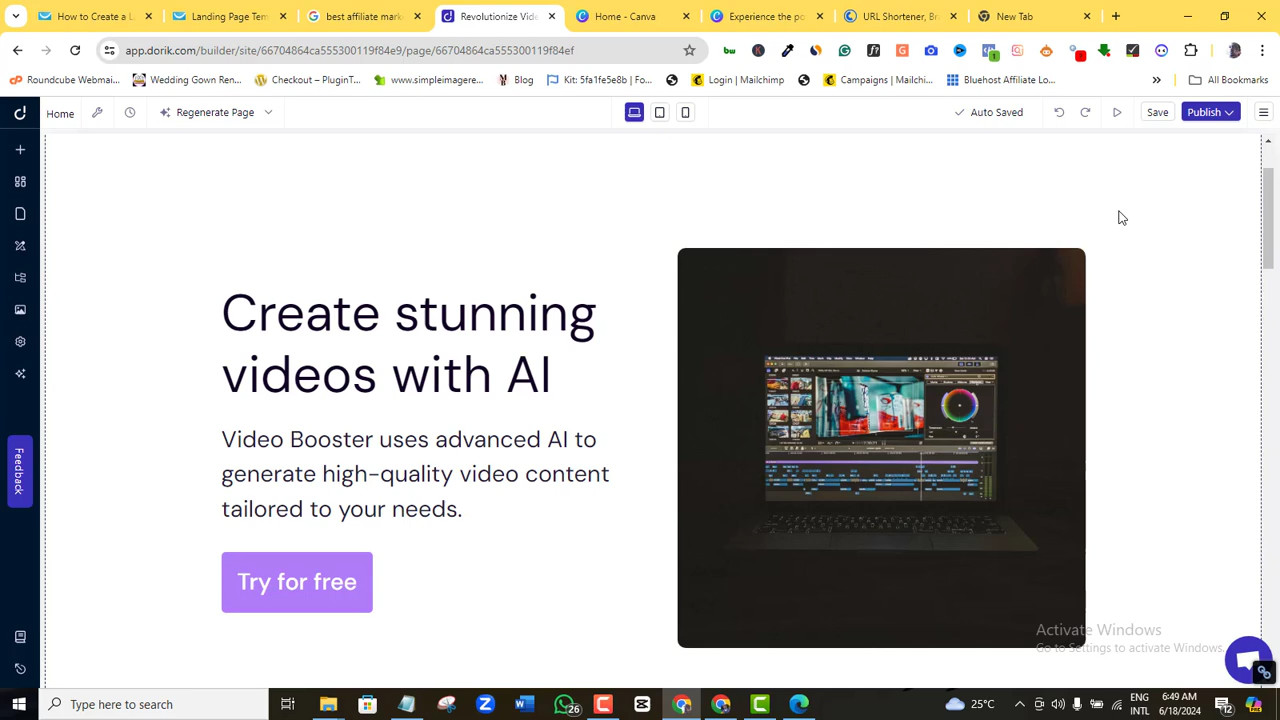 How to Create a L
Landing Page Tem
best affiliate mark
Revolutionize Vid
Home - Canva
Experience the po
URL Shortener, Bra
New Tab
app.dorik.com/builder/site/66704864ca555300119f84e9/page/66704864ca555300119f84ef
Roundcube Webmai...
Wedding Gown Ren...
Checkout – PluginT...
www.simpleimagere...
Blog
Kit: 5fa1fe5e8b | Fo...
Login | Mailchimp
Campaigns | Mailchi...
Bluehost Affiliate Lo...
All Bookmarks
Home
Regenerate Page
Auto Saved
Save
Publish
Create stunning
videos with AI
Video Booster uses advanced AI to
generate high-quality video content
tailored to your needs.
Try for free
Feedback
Activate Windows
Go to Settings to activate Windows.
Type here to search
26
25°C
ENG
INTL
6:49 AM
6/18/2024
12